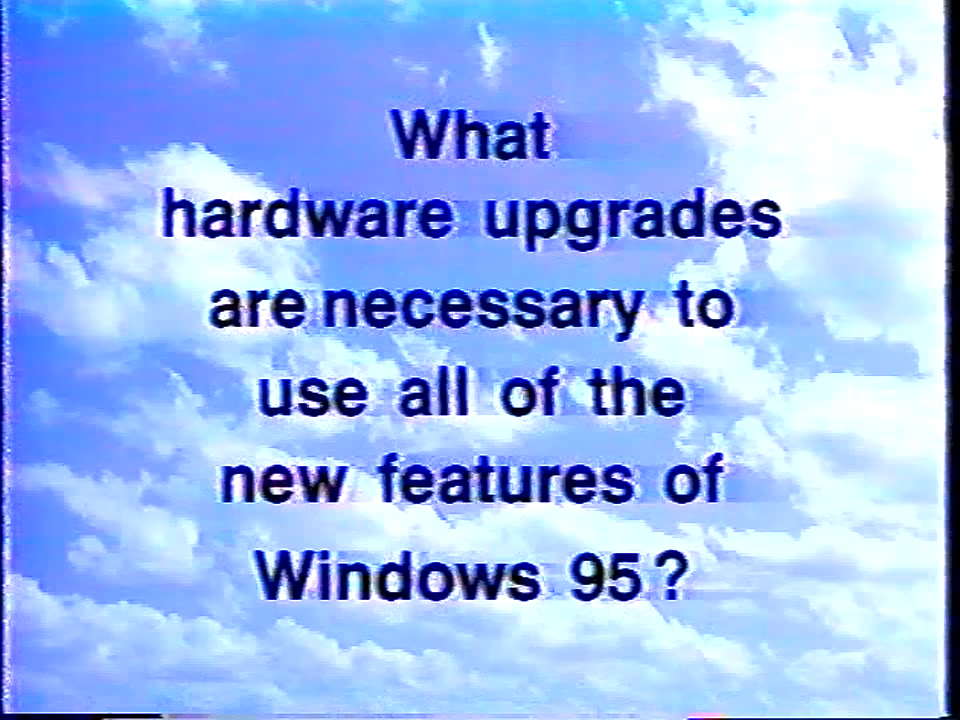 What
hardware upgrades
are necessary to
use all of the
new features of
Windows 95?